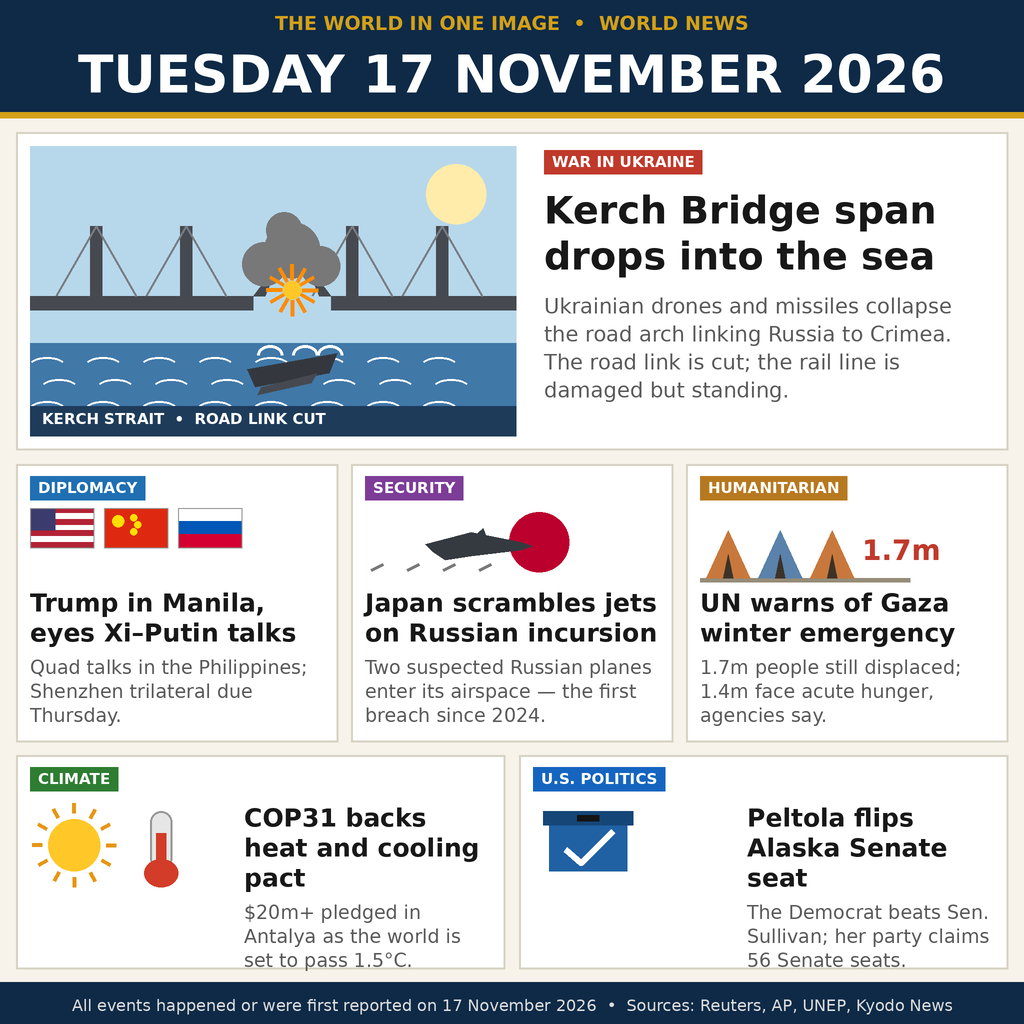 THE WORLD IN ONE IMAGE • WORLD NEWS
TUESDAY 17 NOVEMBER 2026
WAR IN UKRAINE
Kerch Bridge span
drops into the sea
Ukrainian drones and missiles collapse
the road arch linking Russia to Crimea.
The road link is cut; the rail line is
damaged but standing.
KERCH STRAIT • ROAD LINK CUT
DIPLOMACY
Trump in Manila,
eyes Xi–Putin talks
Quad talks in the Philippines;
Shenzhen trilateral due
Thursday.
SECURITY
Japan scrambles jets
on Russian incursion
Two suspected Russian planes
enter its airspace — the first
breach since 2024.
HUMANITARIAN
1.7m
UN warns of Gaza
winter emergency
1.7m people still displaced;
1.4m face acute hunger,
agencies say.
CLIMATE
COP31 backs
heat and cooling
pact
$20m+ pledged in
Antalya as the world is
set to pass 1.5°C.
U.S. POLITICS
Peltola flips
Alaska Senate
seat
The Democrat beats Sen.
Sullivan; her party claims
56 Senate seats.
All events happened or were first reported on 17 November 2026 • Sources: Reuters, AP, UNEP, Kyodo News